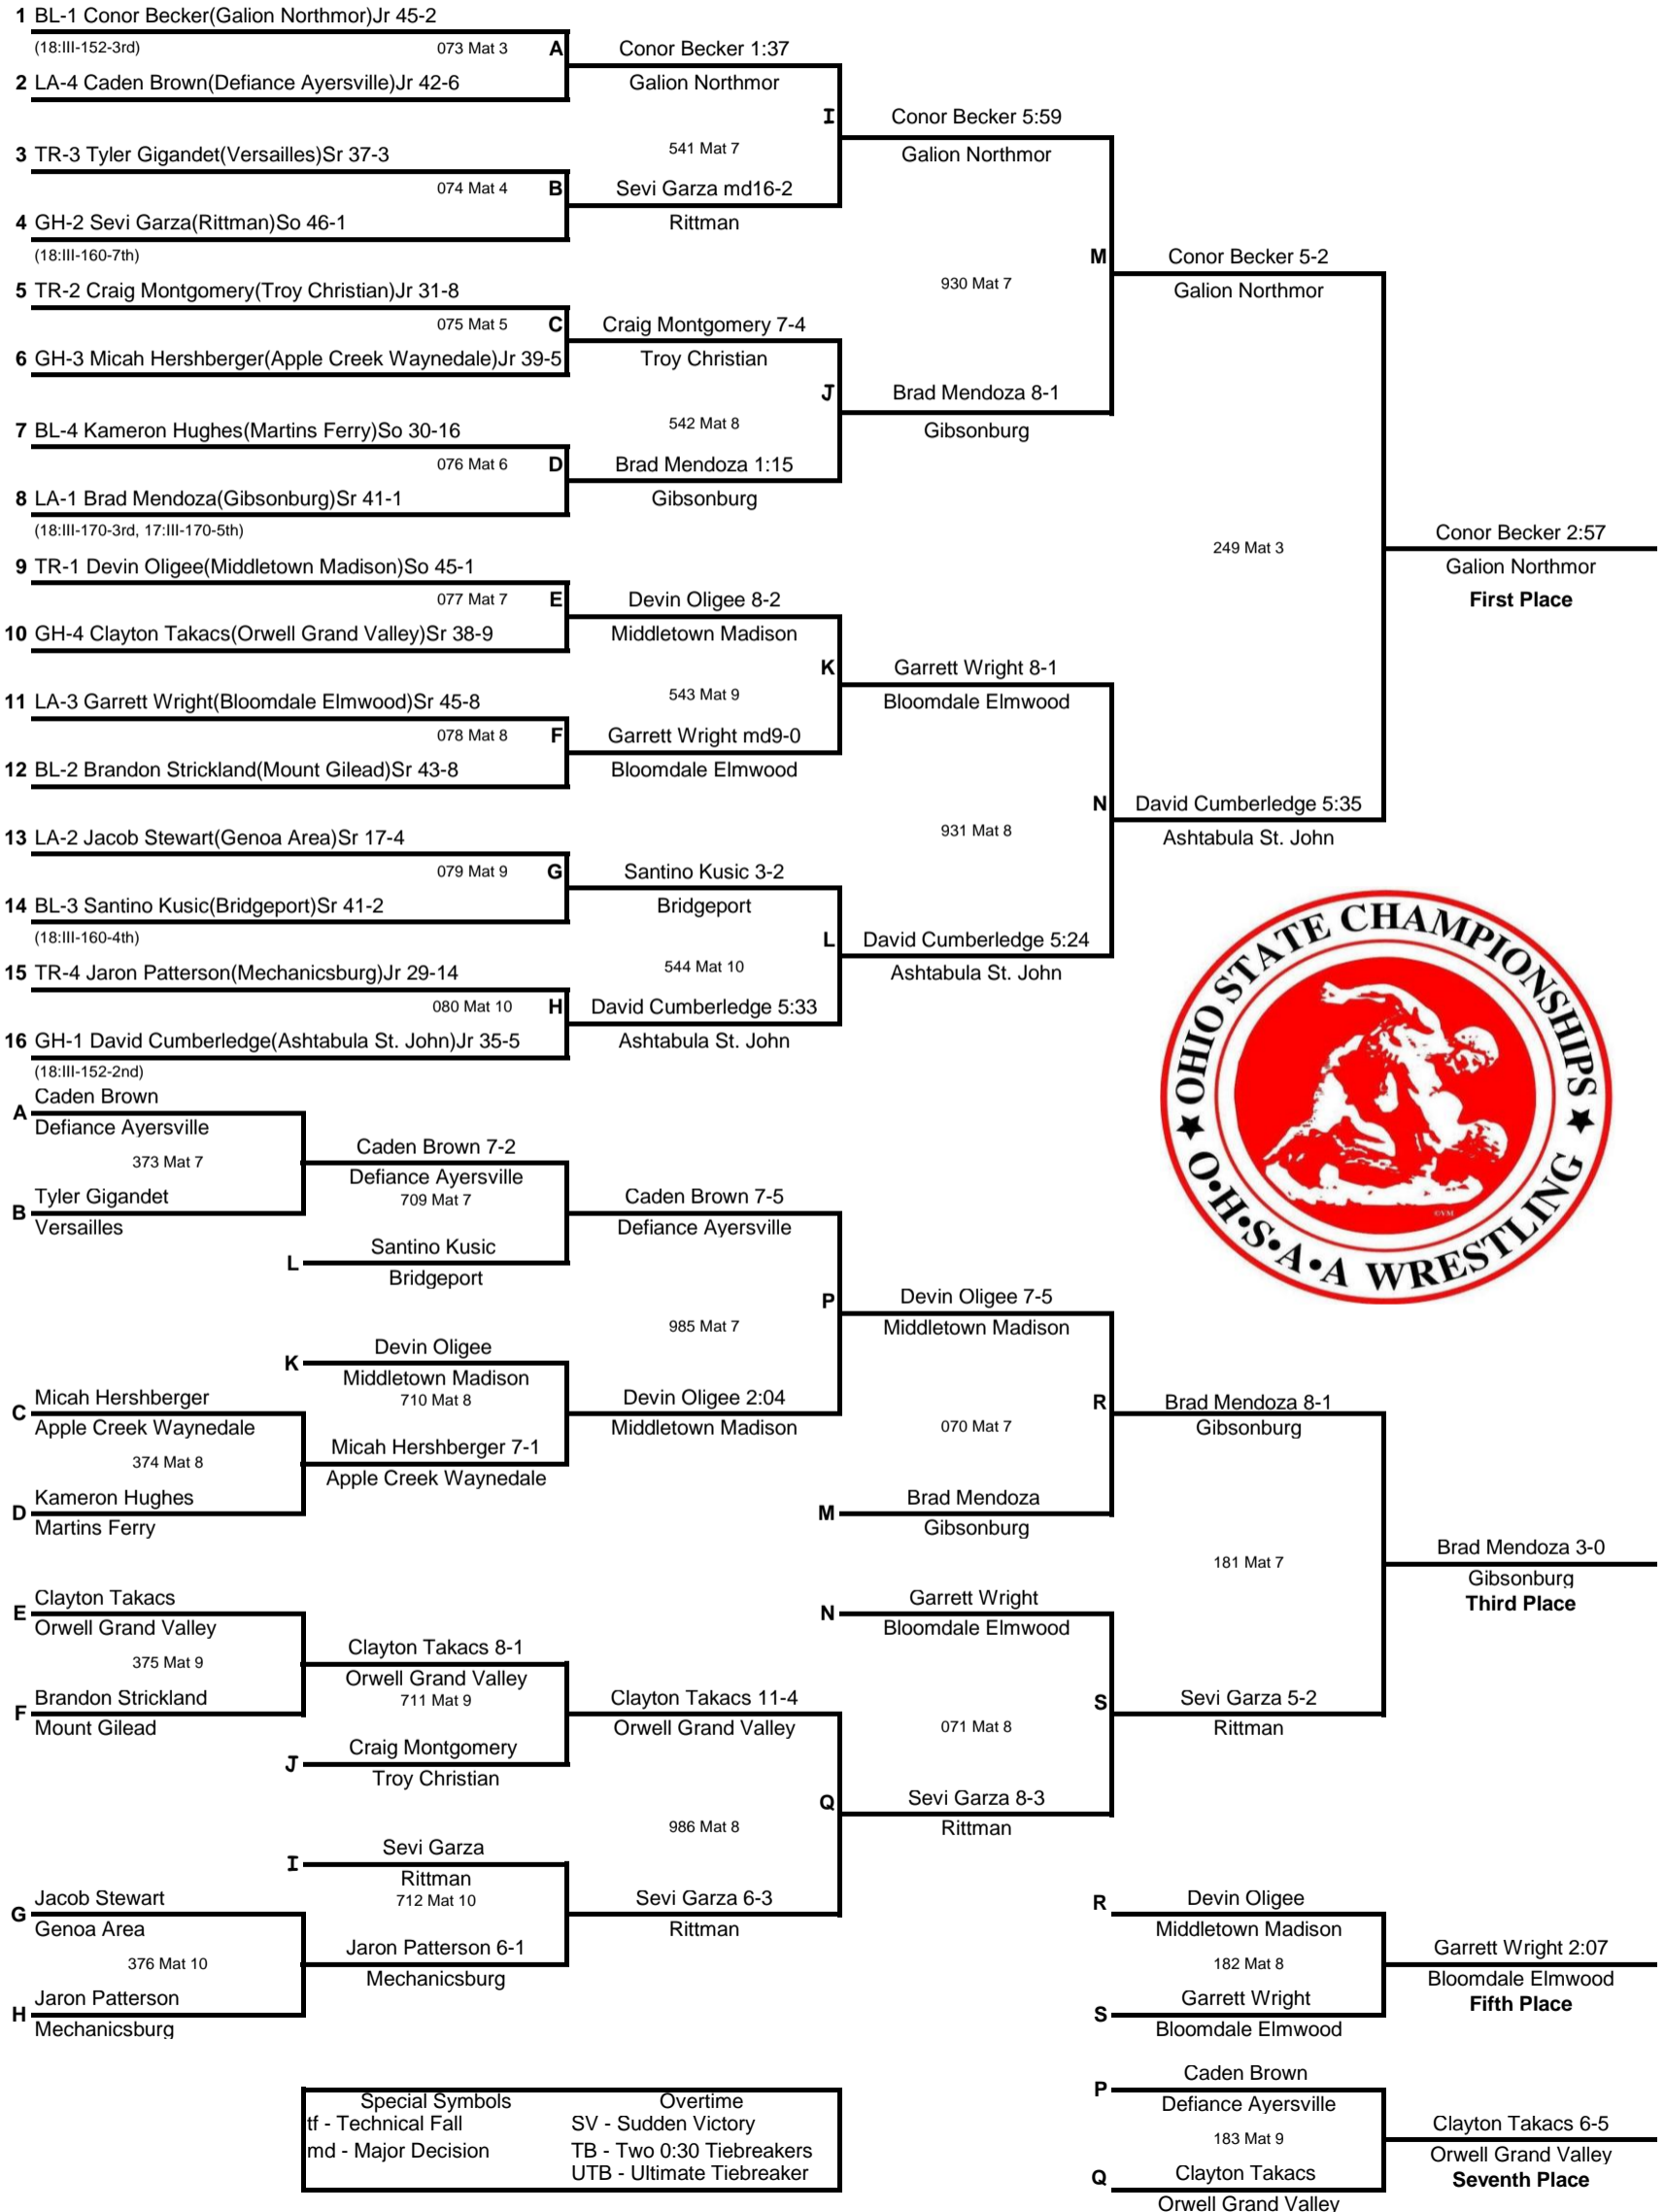 1 BL-1 Conor Becker(Galion Northmor)Jr 45-2
(18:III-152-3rd)
073 Mat 3
A
2 LA-4 Caden Brown(Defiance Ayersville)Jr 42-6
Conor Becker 1:37
Galion Northmor
3 TR-3 Tyler Gigandet(Versailles)Sr 37-3
074 Mat 4
B
4 GH-2 Sevi Garza(Rittman)So 46-1
(18:III-160-7th)
541 Mat 7
I
Sevi Garza md16-2
Rittman
Conor Becker 5:59
Galion Northmor
5 TR-2 Craig Montgomery(Troy Christian)Jr 31-8
075 Mat 5
C
6 GH-3 Micah Hershberger(Apple Creek Waynedale)Jr 39-5
Craig Montgomery 7-4
Troy Christian
7 BL-4 Kameron Hughes(Martins Ferry)So 30-16
076 Mat 6
D
8 LA-1 Brad Mendoza(Gibsonburg)Sr 41-1
(18:III-170-3rd, 17:III-170-5th)
542 Mat 8
J
Brad Mendoza 1:15
Gibsonburg
Brad Mendoza 8-1
Gibsonburg
930 Mat 7
M
Conor Becker 5-2
Galion Northmor
9 TR-1 Devin Oligee(Middletown Madison)So 45-1
077 Mat 7
E
10 GH-4 Clayton Takacs(Orwell Grand Valley)Sr 38-9
Devin Oligee 8-2
Middletown Madison
11 LA-3 Garrett Wright(Bloomdale Elmwood)Sr 45-8
078 Mat 8
F
12 BL-2 Brandon Strickland(Mount Gilead)Sr 43-8
543 Mat 9
K
Garrett Wright md9-0
Bloomdale Elmwood
Garrett Wright 8-1
Bloomdale Elmwood
13 LA-2 Jacob Stewart(Genoa Area)Sr 17-4
079 Mat 9
G
14 BL-3 Santino Kusic(Bridgeport)Sr 41-2
(18:III-160-4th)
Santino Kusic 3-2
Bridgeport
15 TR-4 Jaron Patterson(Mechanicsburg)Jr 29-14
080 Mat 10
H
16 GH-1 David Cumberledge(Ashtabula St. John)Jr 35-5
(18:III-152-2nd)
544 Mat 10
L
David Cumberledge 5:33
Ashtabula St. John
David Cumberledge 5:24
Ashtabula St. John
931 Mat 8
N
David Cumberledge 5:35
Ashtabula St. John
249 Mat 3
Conor Becker 2:57
Galion Northmor
First Place
OHIO STATE CHAMPIONSHIPS
★ O•H•S•A•A WRESTLING ★
©VM
A
Caden Brown
Defiance Ayersville
373 Mat 7
B
Tyler Gigandet
Versailles
Caden Brown 7-2
Defiance Ayersville
709 Mat 7
L
Santino Kusic
Bridgeport
Caden Brown 7-5
Defiance Ayersville
K
Devin Oligee
Middletown Madison
710 Mat 8
C
Micah Hershberger
Apple Creek Waynedale
374 Mat 8
D
Kameron Hughes
Martins Ferry
Micah Hershberger 7-1
Apple Creek Waynedale
Devin Oligee 2:04
Middletown Madison
985 Mat 7
P
Devin Oligee 7-5
Middletown Madison
070 Mat 7
M
Brad Mendoza
Gibsonburg
R
Brad Mendoza 8-1
Gibsonburg
E
Clayton Takacs
Orwell Grand Valley
375 Mat 9
F
Brandon Strickland
Mount Gilead
Clayton Takacs 8-1
Orwell Grand Valley
711 Mat 9
J
Craig Montgomery
Troy Christian
Clayton Takacs 11-4
Orwell Grand Valley
I
Sevi Garza
Rittman
712 Mat 10
G
Jacob Stewart
Genoa Area
376 Mat 10
H
Jaron Patterson
Mechanicsburg
Jaron Patterson 6-1
Mechanicsburg
Sevi Garza 6-3
Rittman
986 Mat 8
Q
N
Garrett Wright
Bloomdale Elmwood
071 Mat 8
Sevi Garza 8-3
Rittman
S
Sevi Garza 5-2
Rittman
181 Mat 7
Brad Mendoza 3-0
Gibsonburg
Third Place
R
Devin Oligee
Middletown Madison
182 Mat 8
S
Garrett Wright
Bloomdale Elmwood
Garrett Wright 2:07
Bloomdale Elmwood
Fifth Place
P
Caden Brown
Defiance Ayersville
183 Mat 9
Q
Clayton Takacs
Orwell Grand Valley
Clayton Takacs 6-5
Orwell Grand Valley
Seventh Place
Special Symbols
tf - Technical Fall
md - Major Decision
Overtime
SV - Sudden Victory
TB - Two 0:30 Tiebreakers
UTB - Ultimate Tiebreaker